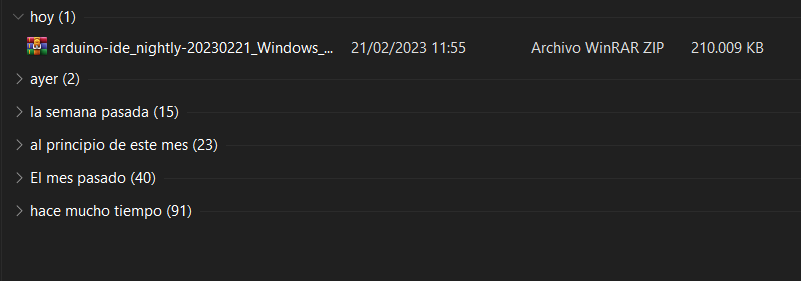 hoy (1)
arduino-ide_nightly-20230221_Windows_... 21/02/2023 11:55 Archivo WinRAR ZIP 210.009 KB
ayer (2)
la semana pasada (15)
al principio de este mes (23)
El mes pasado (40)
hace mucho tiempo (91)